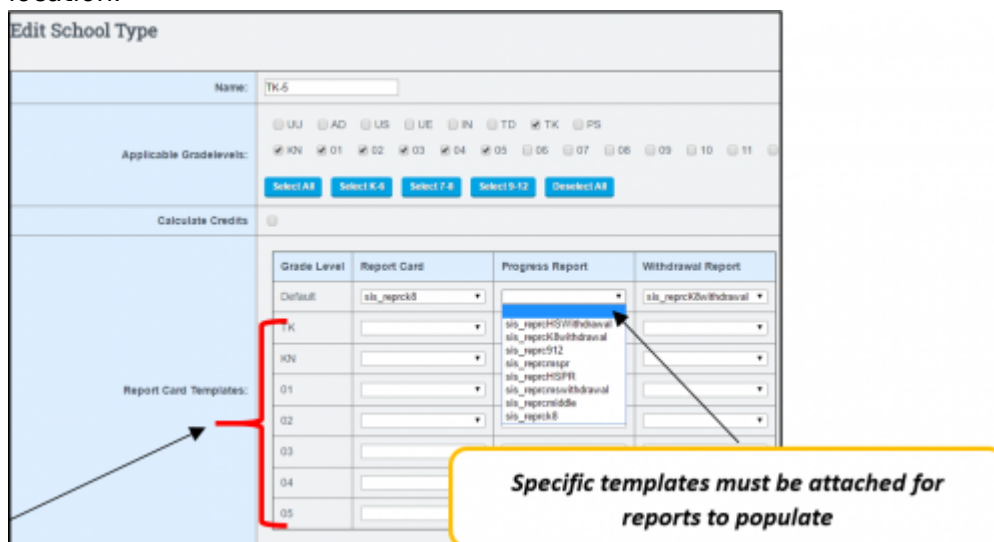 location.
Edit School Type
Name: TK-5
UU AD US UE IN TD TK PS
Applicable Gradelevels: KN 01 02 03 04 05 06 07 08 09 10 11
Select All Select K-6 Select 7-8 Select 9-12 Deselect All
Calculate Credits
Grade Level Report Card Progress Report Withdrawal Report
Default sis_reprck8 sis_reprcK8withdrawal
TK
sis_reprcHSWithdrawal
sis_reprcK8withdrawal
KN
sis_reprc912
sis_reprcmspr
sis_reprcHSPR
Report Card Templates: 01
sis_reprcmswithdrawal
sis_reprcmiddle
sis_reprck8
02
03
04
05
Specific templates must be attached for
reports to populate